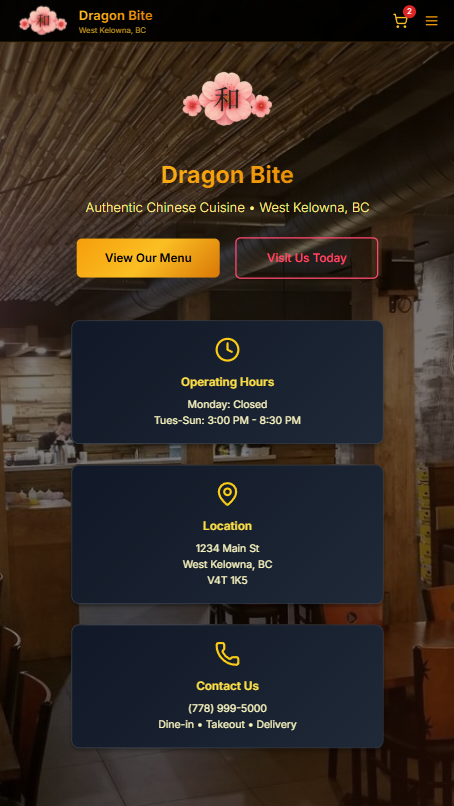 和
Dragon Bite
West Kelowna, BC
2
和
Dragon Bite
Authentic Chinese Cuisine • West Kelowna, BC
View Our Menu
Visit Us Today
Operating Hours
Monday: Closed
Tues-Sun: 3:00 PM - 8:30 PM
Location
1234 Main St
West Kelowna, BC
V4T 1K5
Contact Us
(778) 999-5000
Dine-in • Takeout • Delivery